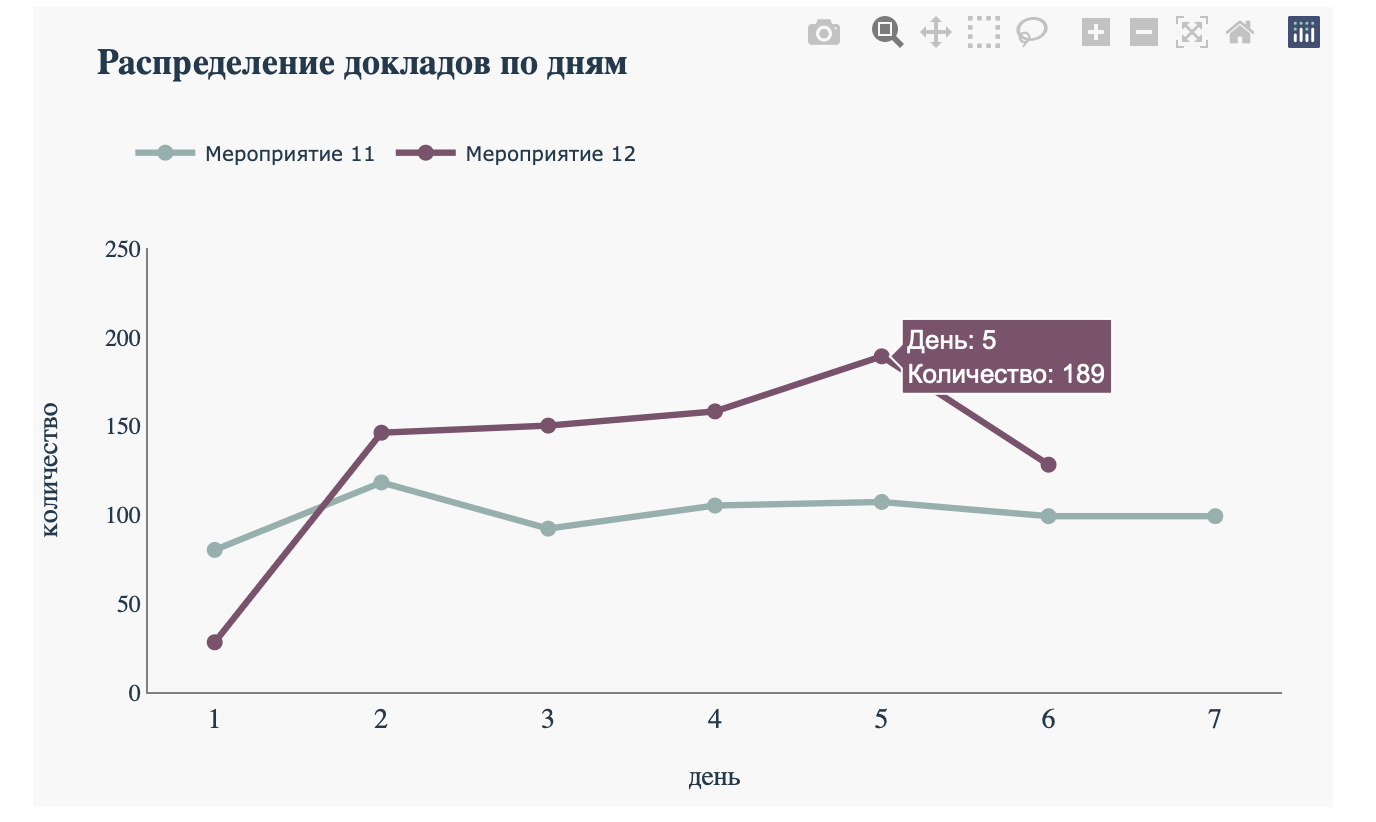 Распределение докладов по дням
Мероприятие 11 Мероприятие 12
250
200
150
100
50
0
количество
День: 5
Количество: 189
1 2 3 4 5 6 7
день